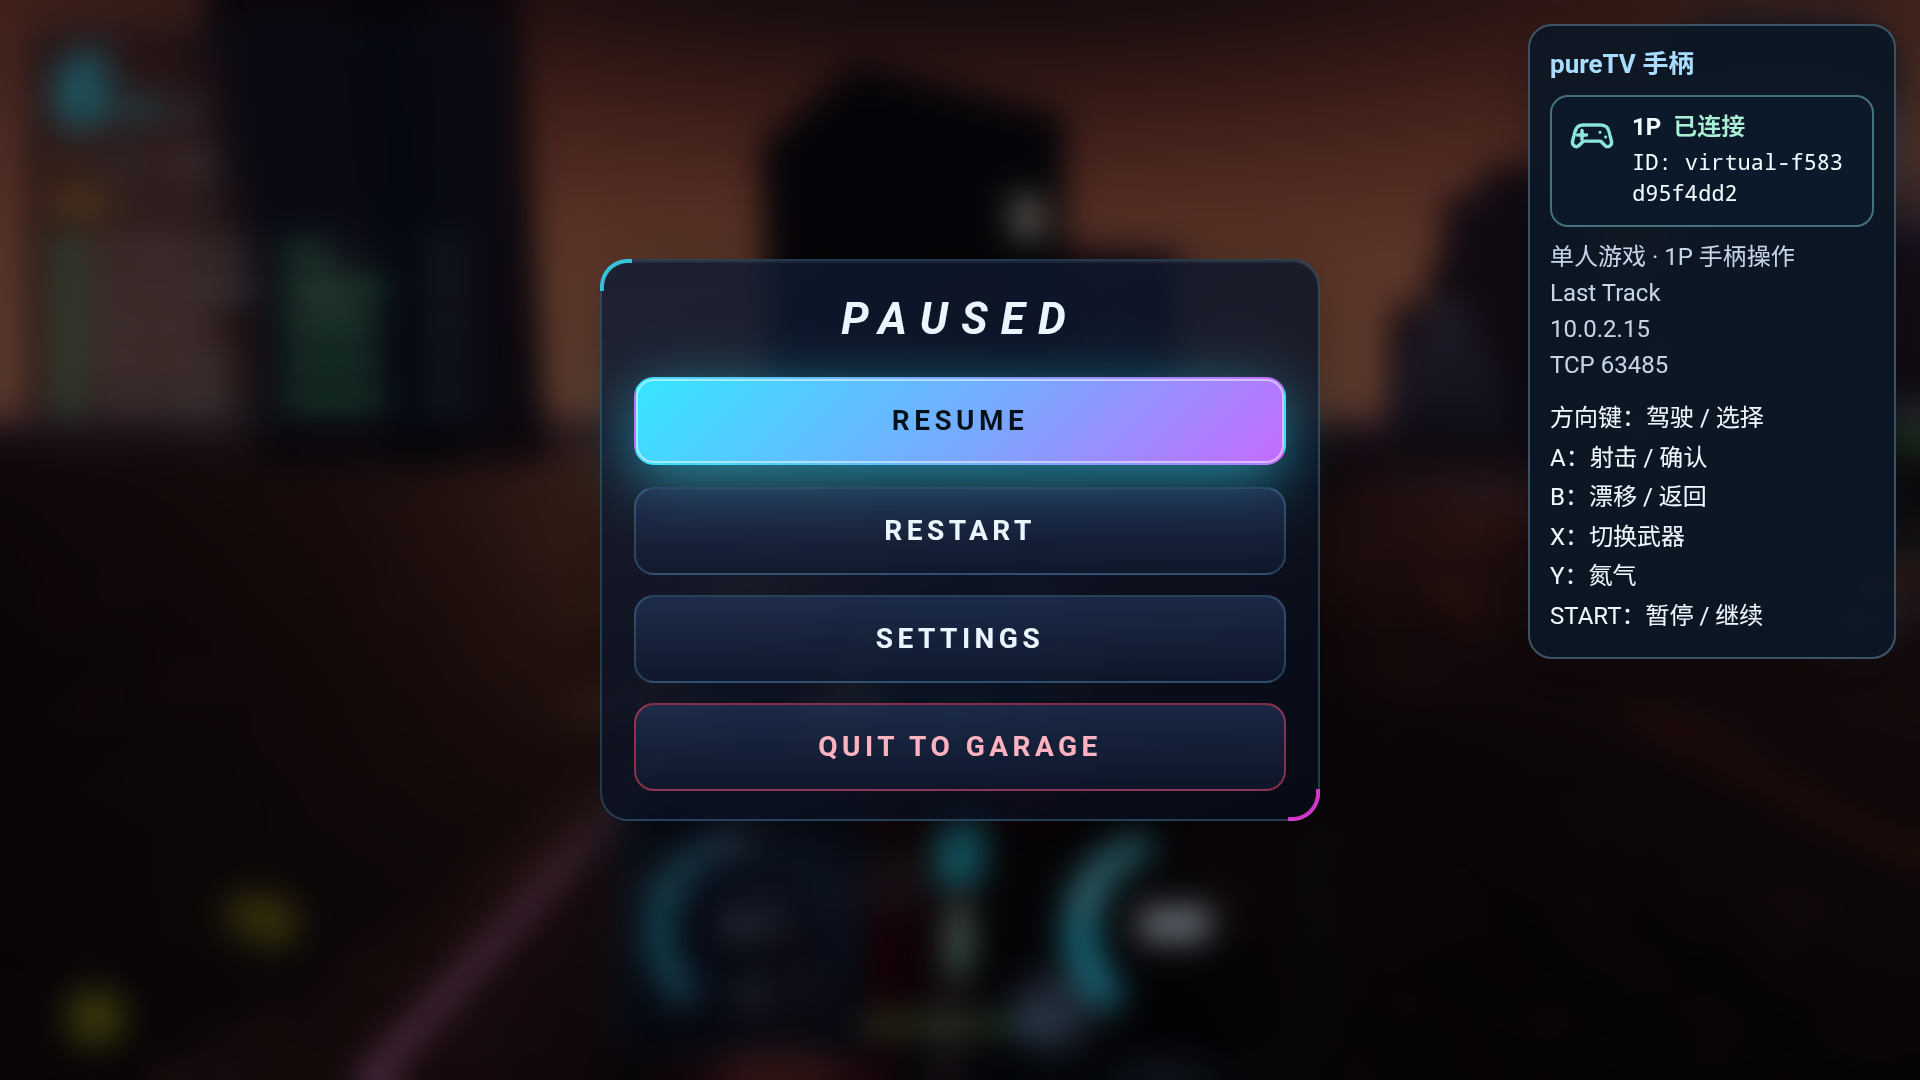 PAUSED
RESUME
RESTART
SETTINGS
QUIT TO GARAGE
pureTV 手柄
1P 已连接
ID: virtual-f583
d95f4dd2
单人游戏 · 1P 手柄操作
Last Track
10.0.2.15
TCP 63485
方向键：驾驶 / 选择
A：射击 / 确认
B：漂移 / 返回
X：切换武器
Y：氮气
START：暂停 / 继续